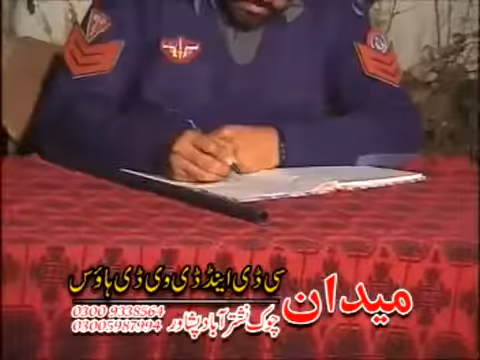 سی ڈی اینڈ ڈی وی ڈی ہاؤس
میدان
چوک نشتر آباد پشاور
0300 9338564
03005987994